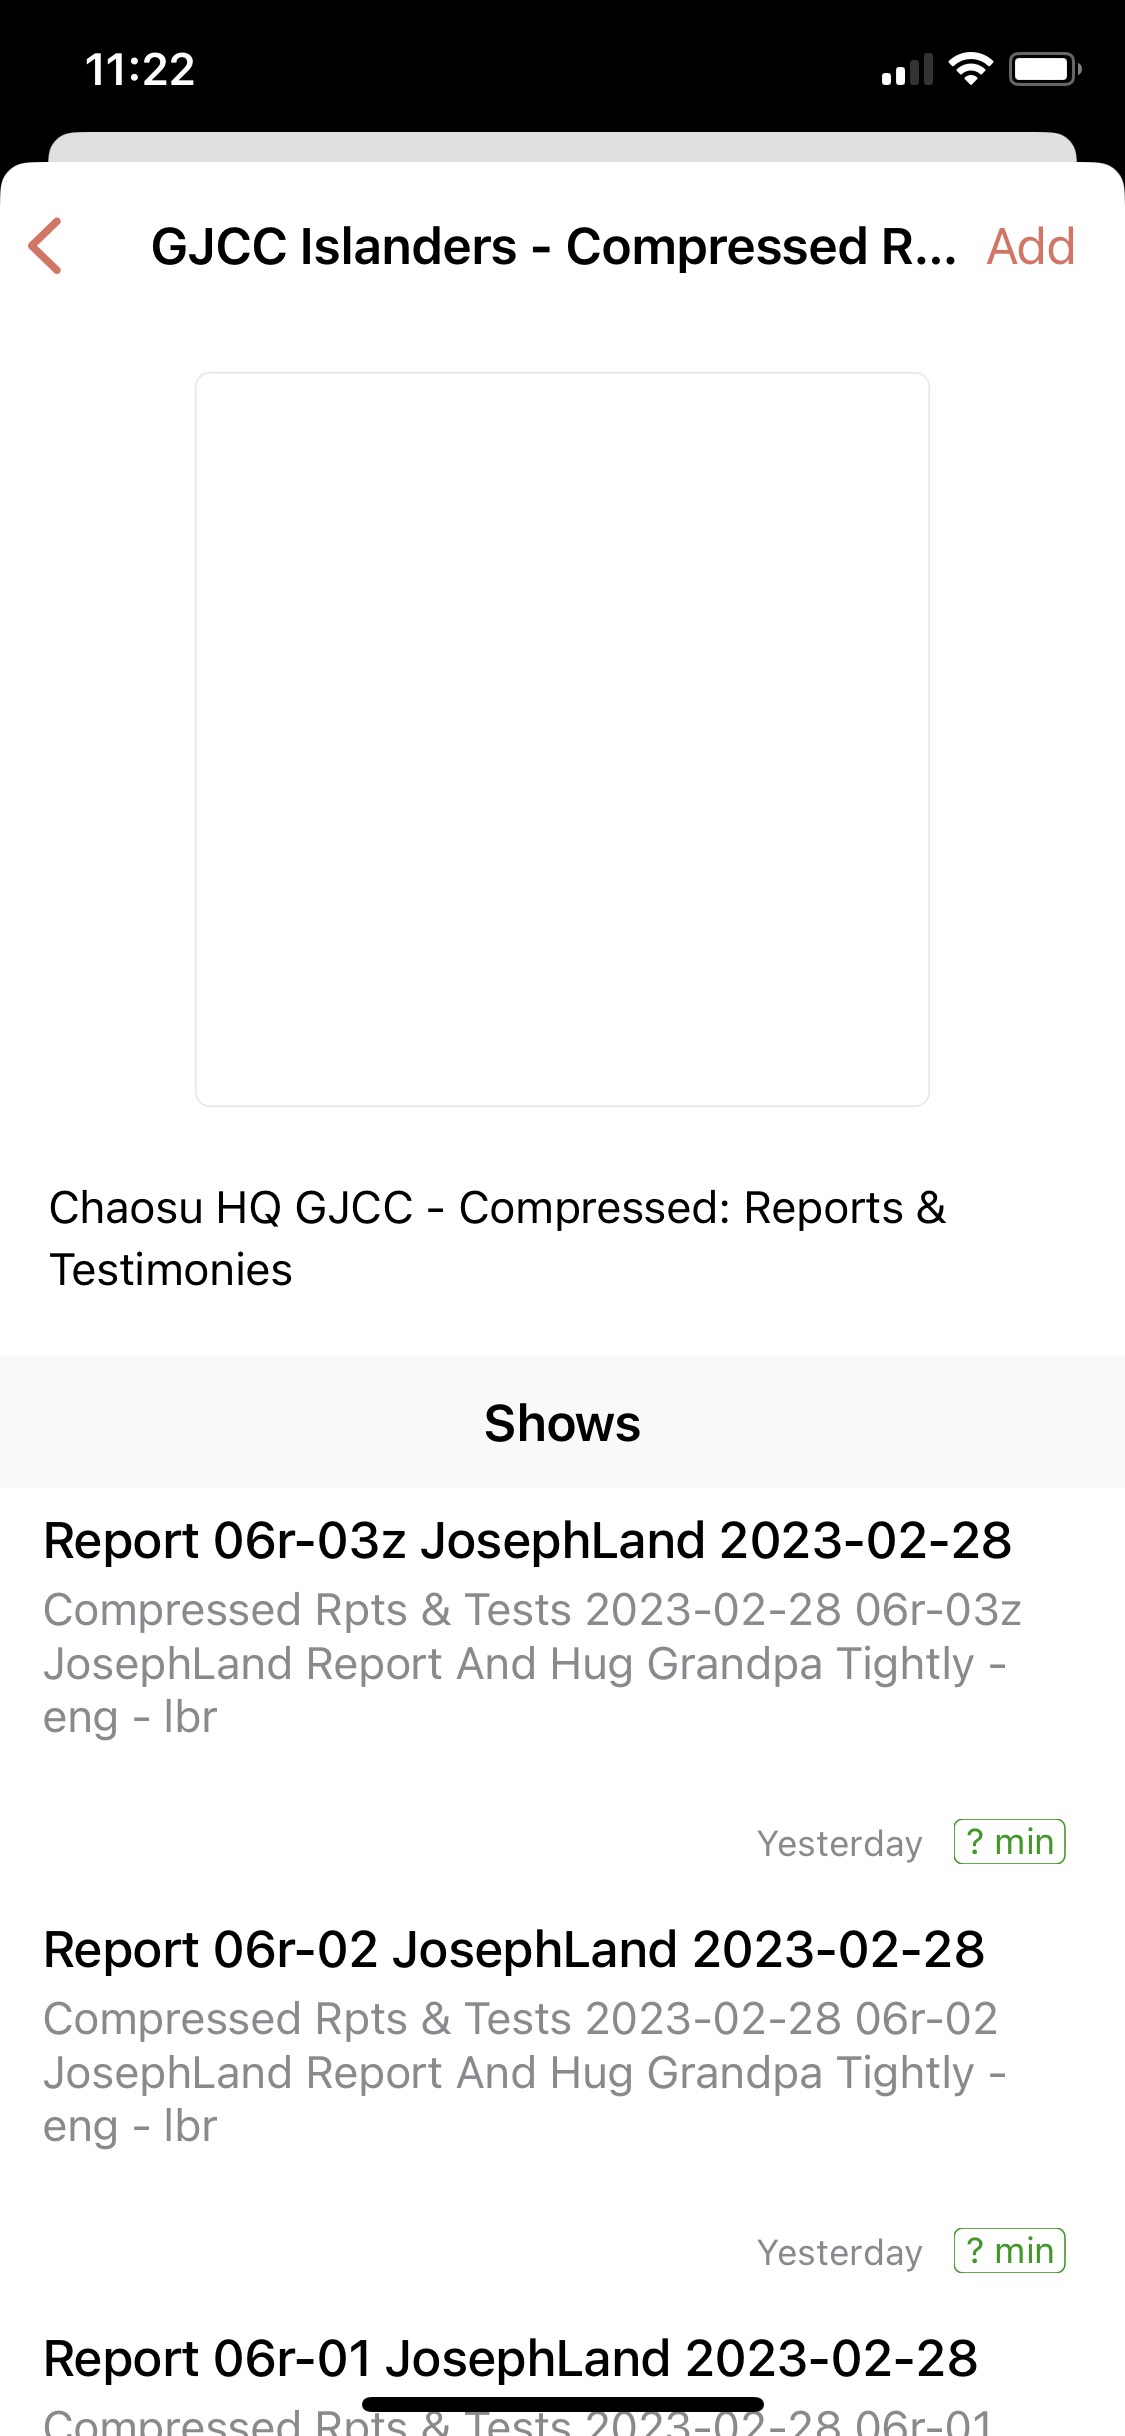 11:22
GJCC Islanders - Compressed R...
Add
Chaosu HQ GJCC - Compressed: Reports &
Testimonies
Shows
Report 06r-03z JosephLand 2023-02-28
Compressed Rpts & Tests 2023-02-28 06r-03z
JosephLand Report And Hug Grandpa Tightly -
eng - lbr
Yesterday ? min
Report 06r-02 JosephLand 2023-02-28
Compressed Rpts & Tests 2023-02-28 06r-02
JosephLand Report And Hug Grandpa Tightly -
eng - lbr
Yesterday ? min
Report 06r-01 JosephLand 2023-02-28
Compressed Rpts & Tests 2023-02-28 06r-01